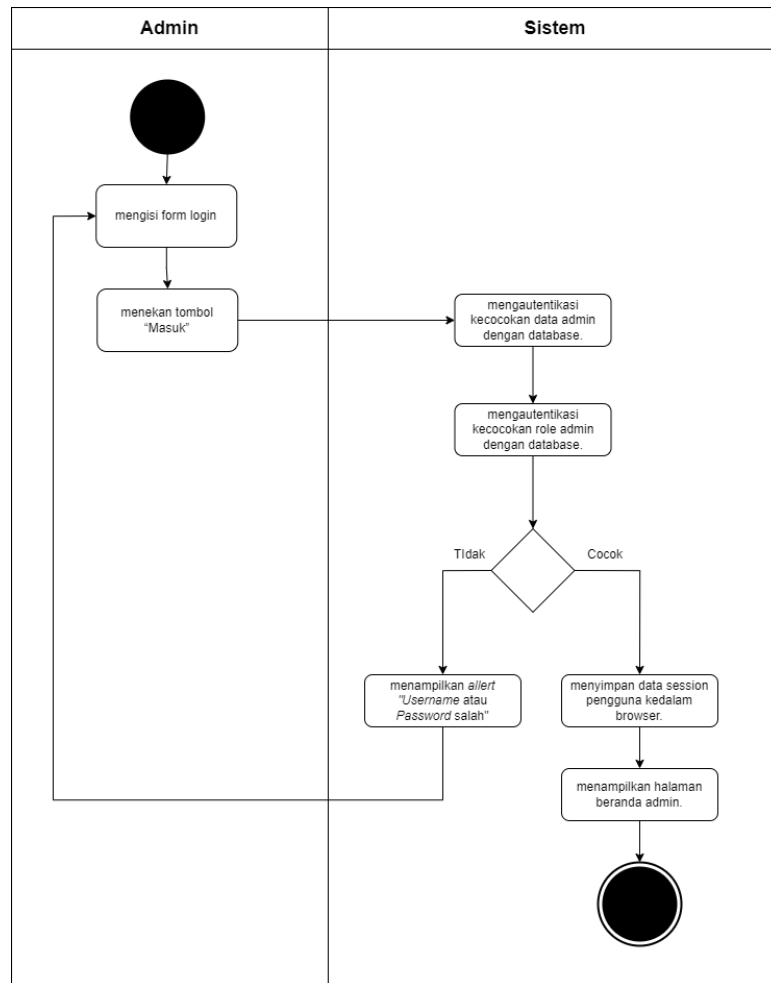 Admin
Sistem
mengisi form login
menekan tombol
“Masuk”
mengautentikasi
kecocokan data admin
dengan database.
mengautentikasi
kecocokan role admin
dengan database.
TIdak
Cocok
menampilkan allert
"Username atau
Password salah"
menyimpan data session
pengguna kedalam
browser.
menampilkan halaman
beranda admin.